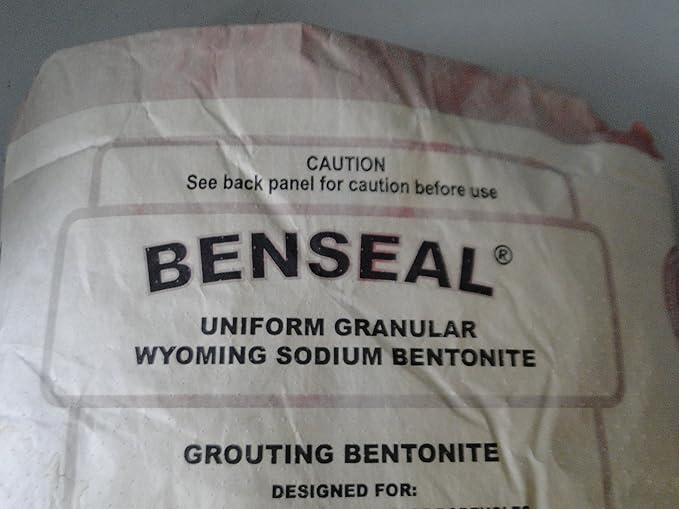 CAUTION
See back panel for caution before use
BENSEAL®
UNIFORM GRANULAR
WYOMING SODIUM BENTONITE
GROUTING BENTONITE
DESIGNED FOR: